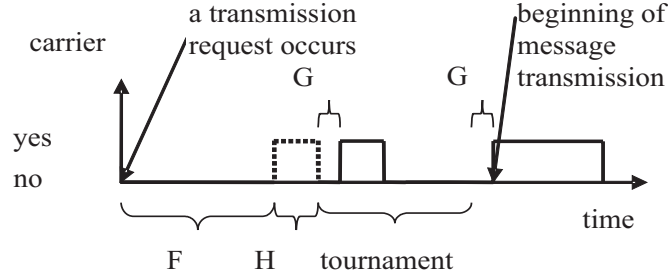 a transmission
request occurs
beginning of
message
transmission
carrier
G
G
yes
no
time
F
H
tournament